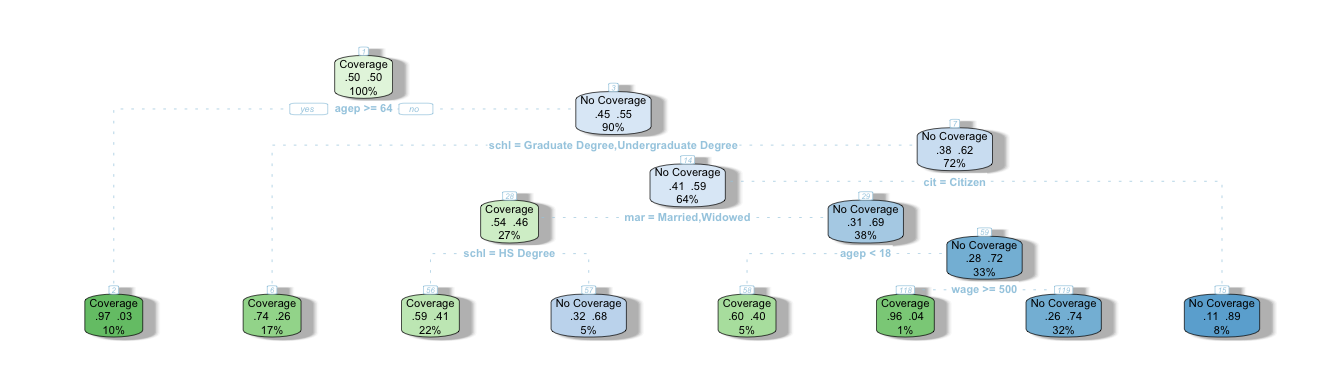 1
Coverage
.50 .50
100%
yes agep >= 64 no
3
No Coverage
.45 .55
90%
schl = Graduate Degree,Undergraduate Degree
7
No Coverage
.38 .62
72%
cit = Citizen
14
No Coverage
.41 .59
64%
mar = Married,Widowed
28
Coverage
.54 .46
27%
schl = HS Degree
29
No Coverage
.31 .69
38%
agep < 18
59
No Coverage
.28 .72
33%
wage >= 500
2
Coverage
.97 .03
10%
6
Coverage
.74 .26
17%
56
Coverage
.59 .41
22%
57
No Coverage
.32 .68
5%
58
Coverage
.60 .40
5%
118
Coverage
.96 .04
1%
119
No Coverage
.26 .74
32%
15
No Coverage
.11 .89
8%